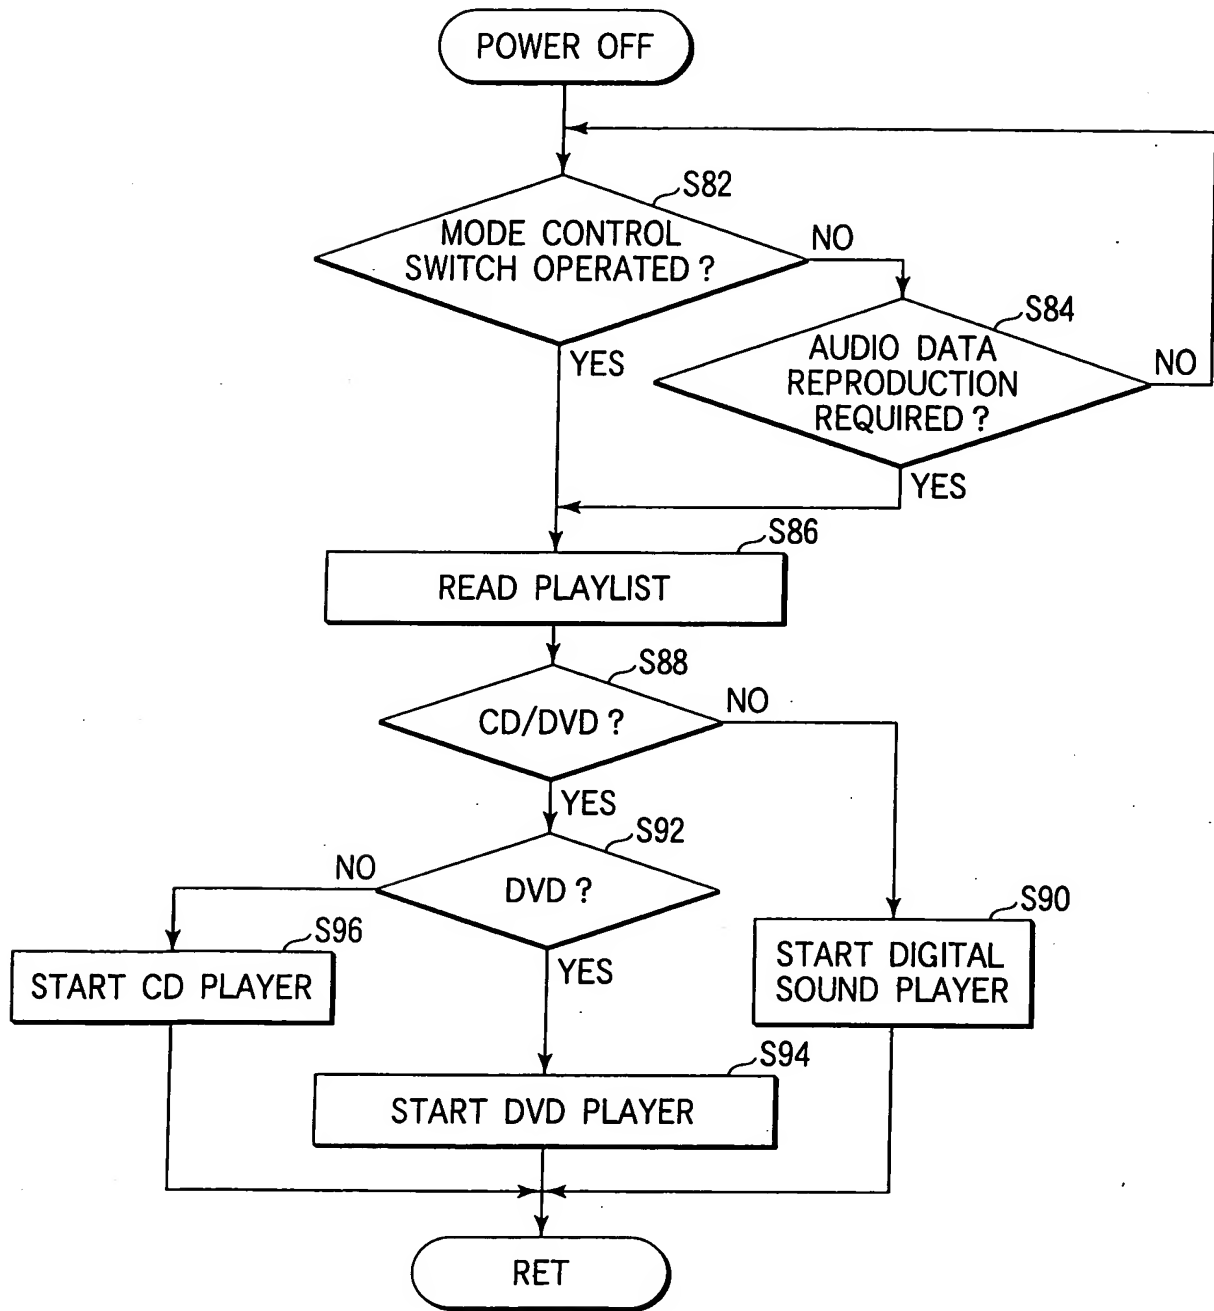 POWER OFF
S82
MODE CONTROL
SWITCH OPERATED ?
NO
S84
YES
AUDIO DATA
REPRODUCTION
REQUIRED ?
NO
YES
S86
READ PLAYLIST
S88
CD/DVD ?
NO
YES
S92
NO
DVD ?
S90
S96
YES
START DIGITAL
SOUND PLAYER
START CD PLAYER
S94
START DVD PLAYER
RET